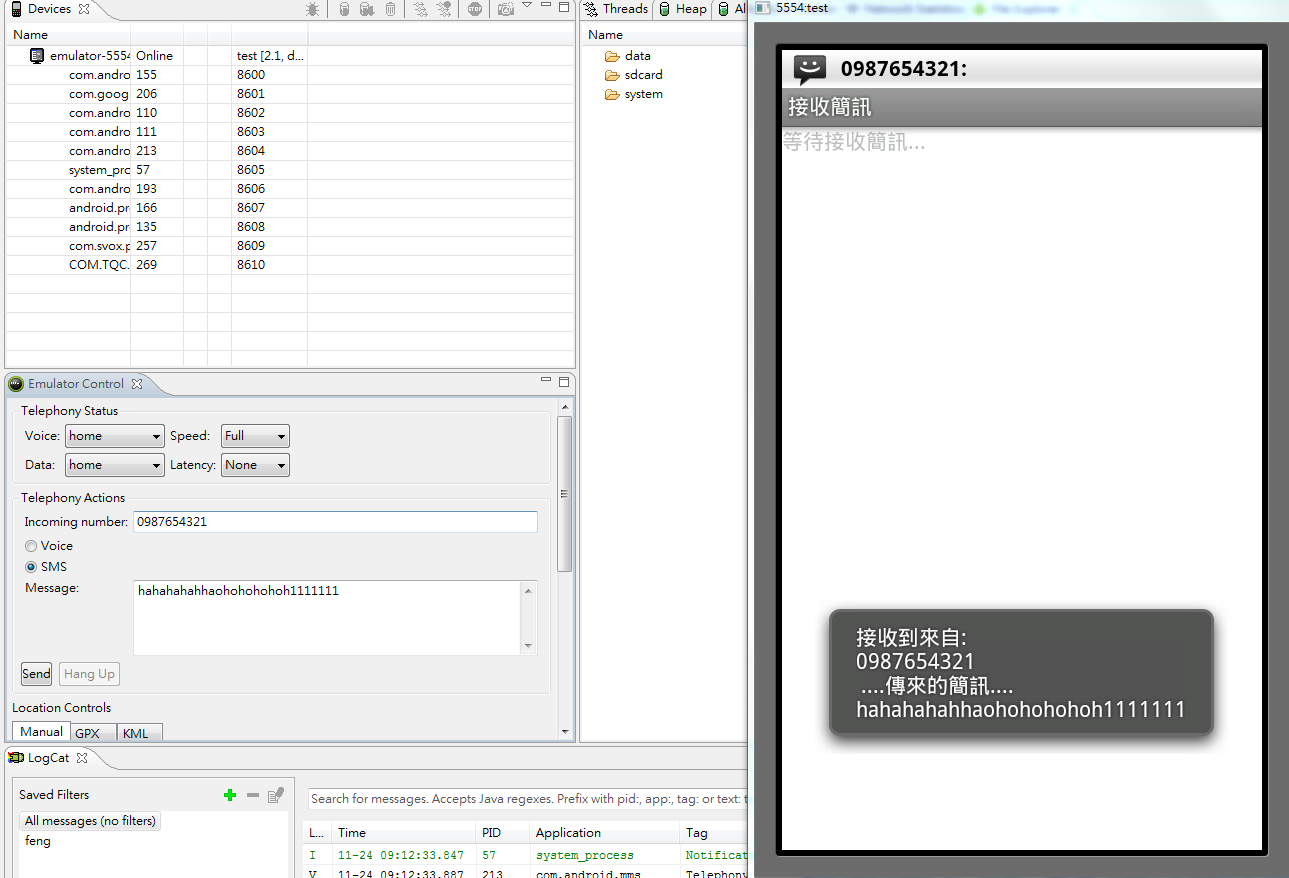 Devices
Name
emulator-5554 Online test [2.1, d...
com.andro 155 8600
com.goog 206 8601
com.andro 110 8602
com.andro 111 8603
com.andro 213 8604
system_pro 57 8605
com.andro 193 8606
android.pr 166 8607
android.pr 135 8608
com.svox.p 257 8609
COM.TQC. 269 8610
Emulator Control
Telephony Status
Voice: home Speed: Full
Data: home Latency: None
Telephony Actions
Incoming number: 0987654321
Voice
SMS
Message: hahahahahhaohohohohoh1111111
Send Hang Up
Location Controls
Manual GPX KML
LogCat
Saved Filters
All messages (no filters)
feng
Search for messages. Accepts Java regexes. Prefix with pid:, app:, tag: or text: t
L... Time PID Application Tag
I 11-24 09:12:33.847 57 system_process Notificat
V 11-24 09:12:33.887 213 com.android.mms Telephony
Threads Heap Al
Name
data
sdcard
system
5554:test
0987654321:
接收簡訊
等待接收簡訊...
接收到來自:
0987654321
....傳來的簡訊....
hahahahahhaohohohohoh1111111